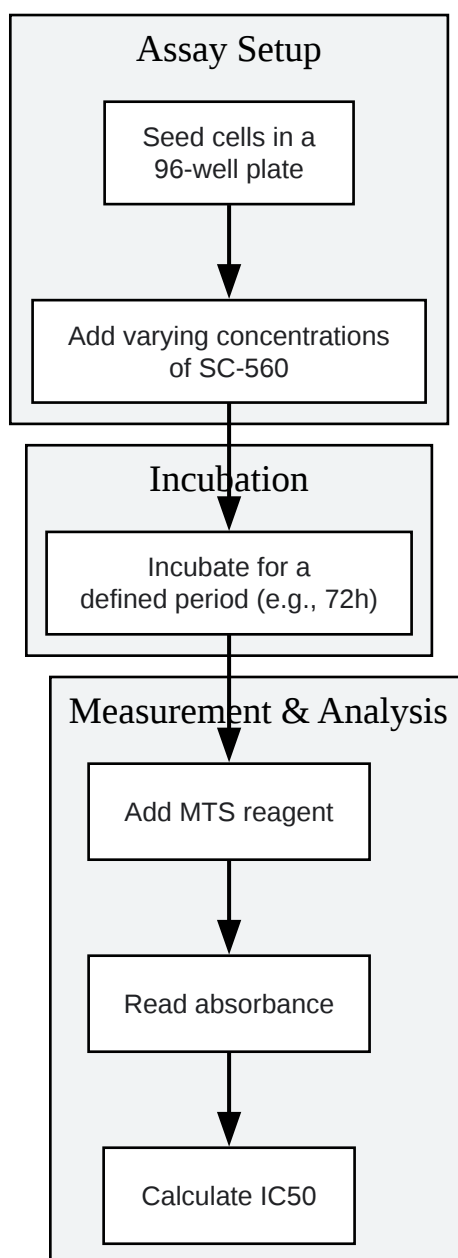 Assay Setup
Seed cells in a
96-well plate
Add varying concentrations
of SC-560
Incubation
Incubate for a
defined period (e.g., 72h)
Measurement & Analysis
Add MTS reagent
Read absorbance
Calculate IC50